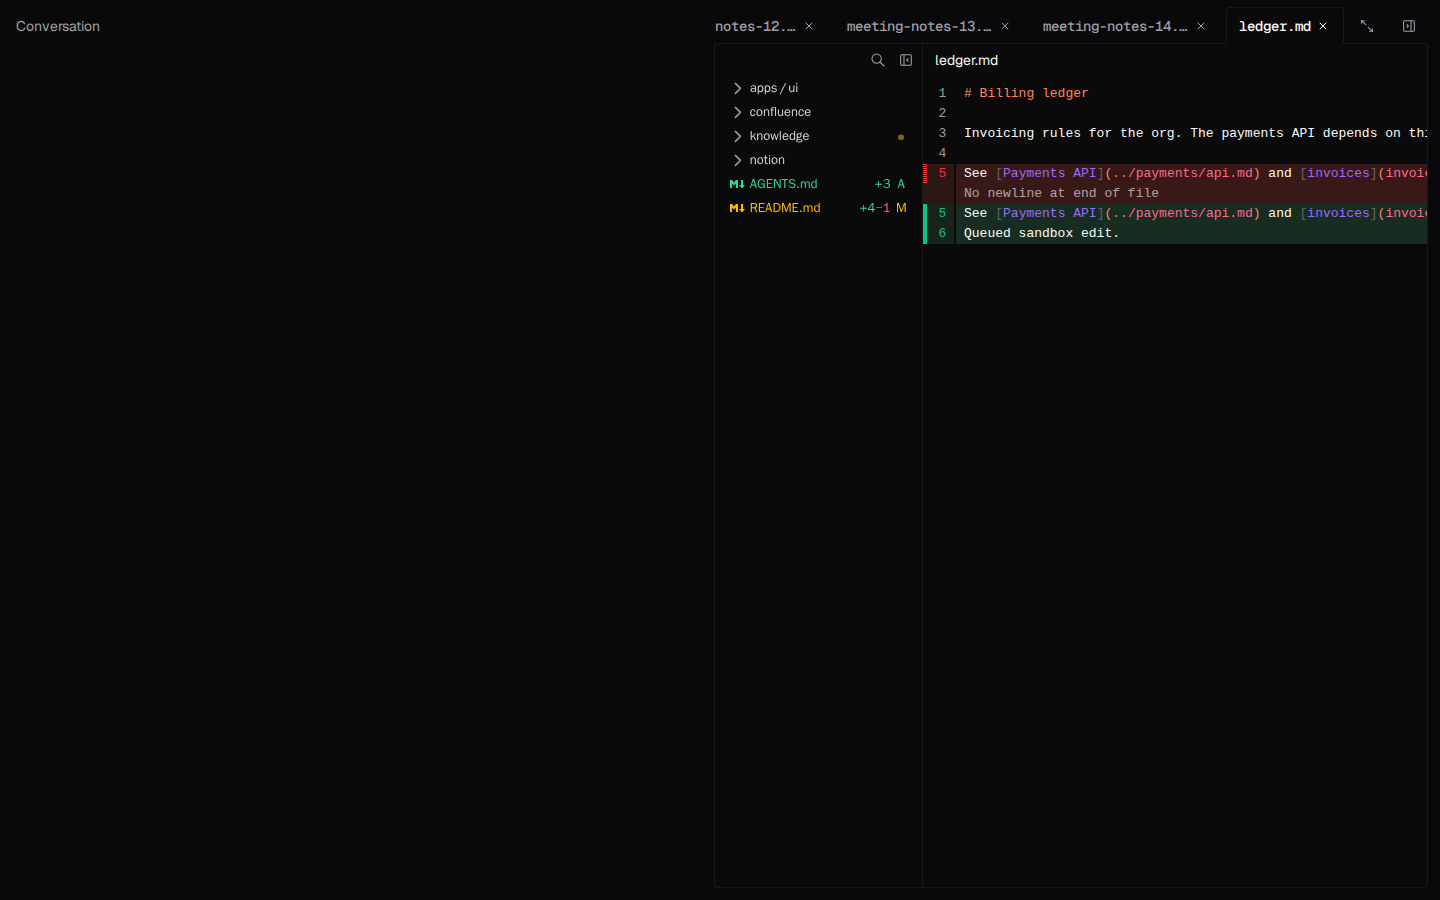 Conversation
notes-12.…
meeting-notes-13.…
meeting-notes-14.…
ledger.md
ledger.md
apps / ui
confluence
knowledge
notion
AGENTS.md +3 A
README.md +4-1 M
1 # Billing ledger
2
3 Invoicing rules for the org. The payments API depends on thi
4
5 See [Payments API](../payments/api.md) and [invoices](invoic
No newline at end of file
5 See [Payments API](../payments/api.md) and [invoices](invoic
6 Queued sandbox edit.